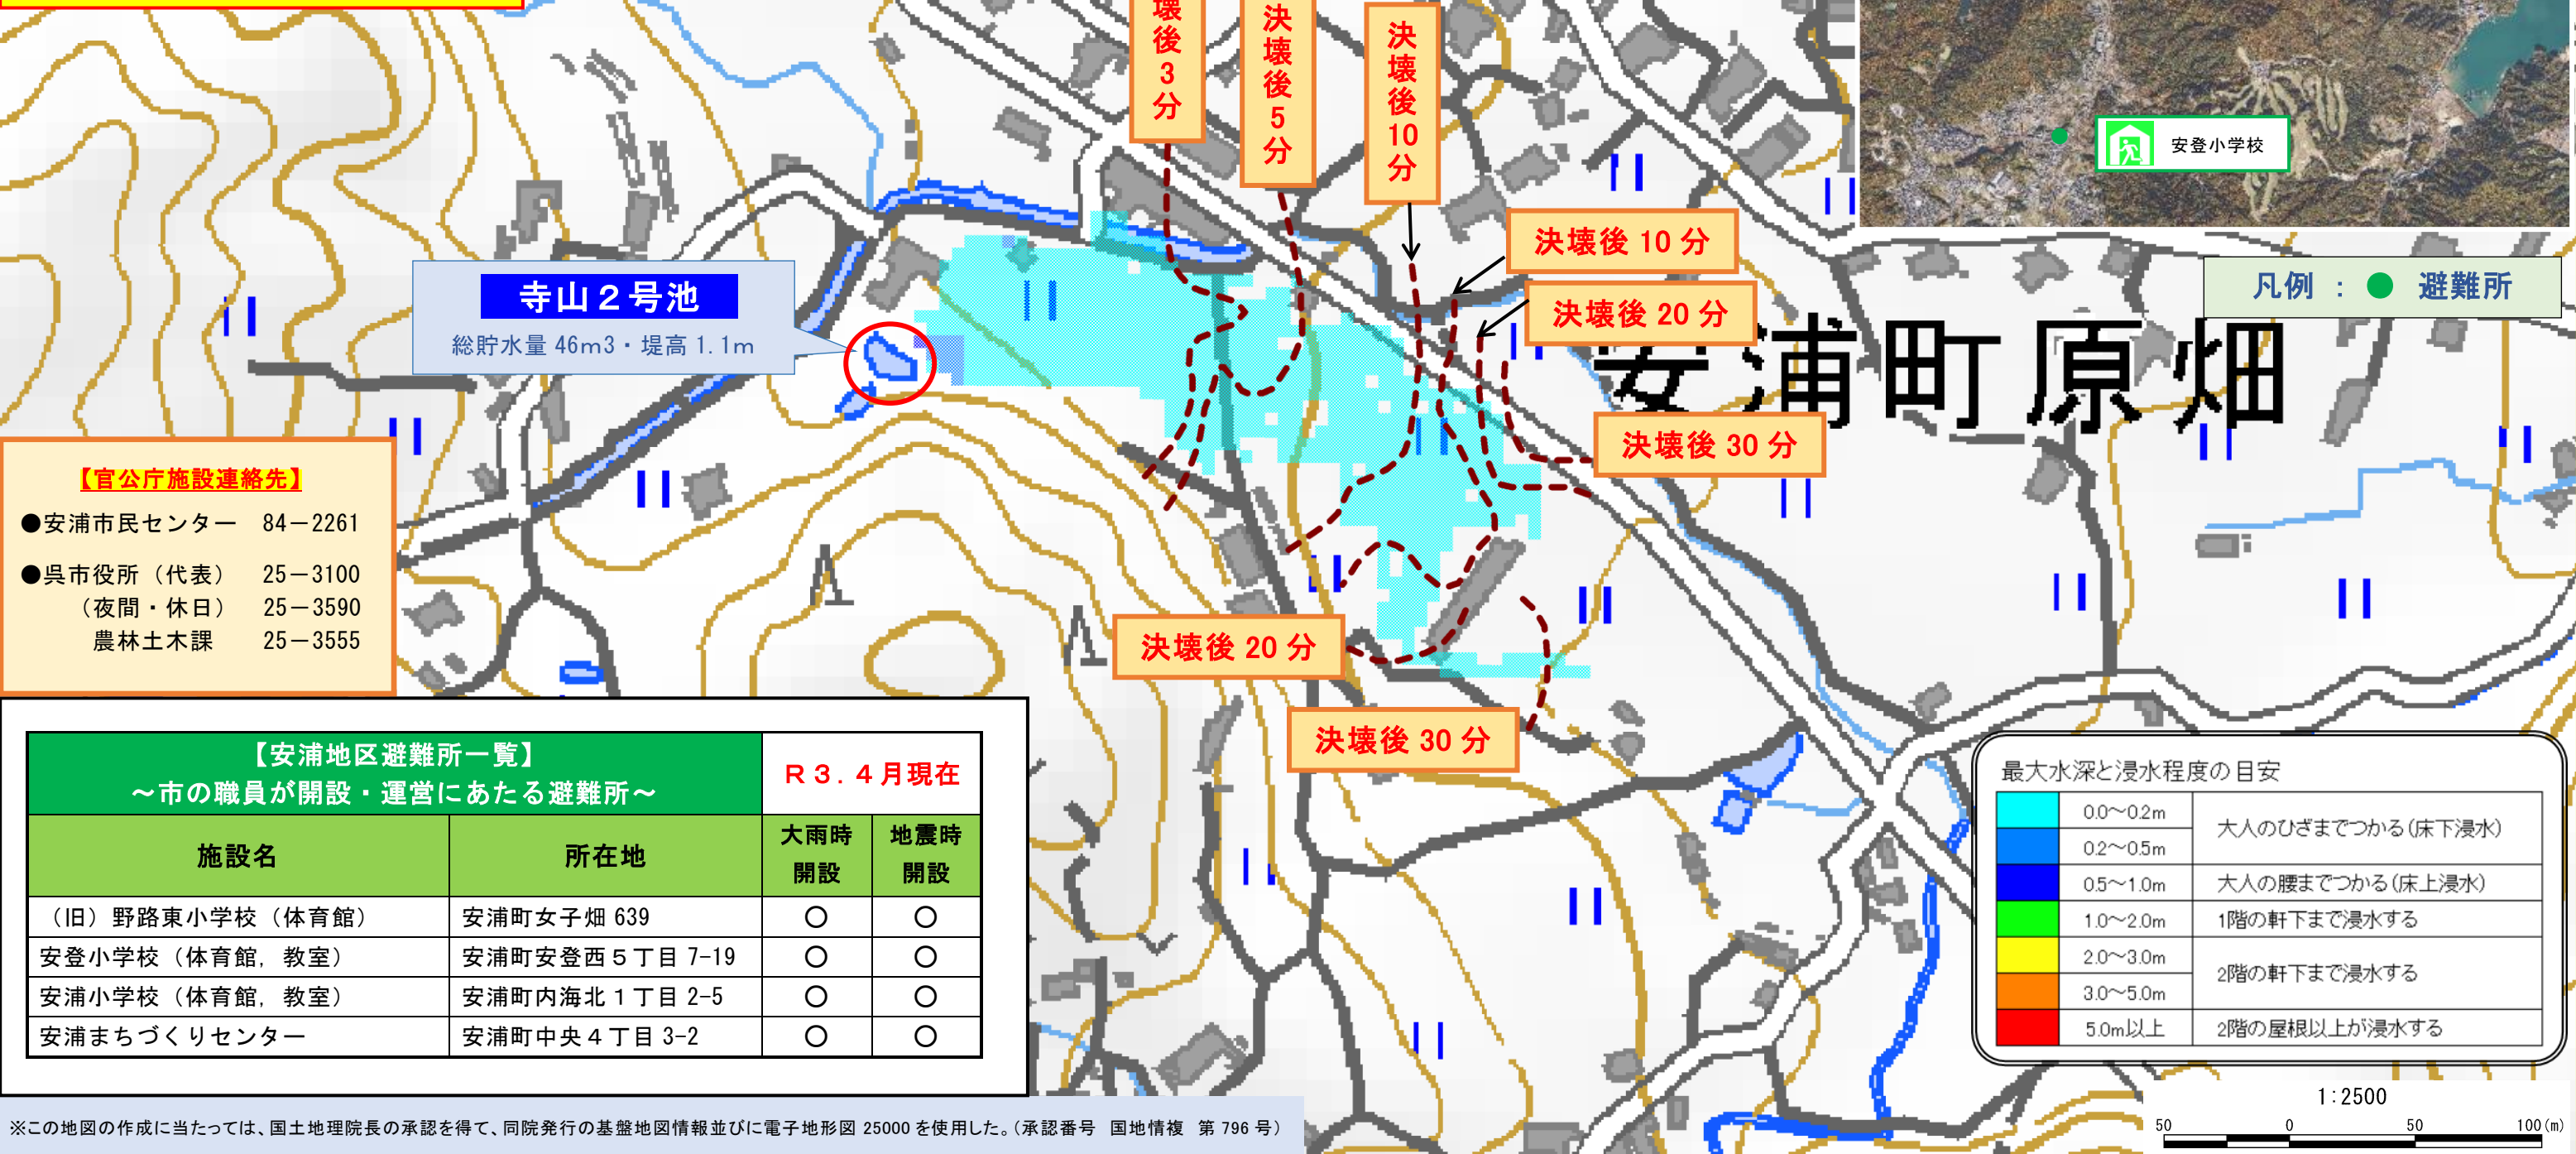 壊後3分
決壊後5分
決壊後10分
安登小学校
決壊後 10 分
決壊後 20 分
凡例 : ● 避難所
寺山２号池
総貯水量 46m3・堤高 1.1m
安浦町原畑
決壊後 30 分
【官公庁施設連絡先】
●安浦市民センター 84－2261
●呉市役所（代表） 25－3100
（夜間・休日） 25－3590
農林土木課 25－3555
決壊後 20 分
決壊後 30 分
【安浦地区避難所一覧】
～市の職員が開設・運営にあたる避難所～
Ｒ３．４月現在
施設名 所在地 大雨時開設 地震時開設
（旧）野路東小学校（体育館） 安浦町女子畑 639 ○ ○
安登小学校（体育館，教室） 安浦町安登西５丁目 7-19 ○ ○
安浦小学校（体育館，教室） 安浦町内海北１丁目 2-5 ○ ○
安浦まちづくりセンター 安浦町中央４丁目 3-2 ○ ○
最大水深と浸水程度の目安
0.0～0.2m 大人のひざまでつかる(床下浸水)
0.2～0.5m
0.5～1.0m 大人の腰までつかる(床上浸水)
1.0～2.0m 1階の軒下まで浸水する
2.0～3.0m 2階の軒下まで浸水する
3.0～5.0m
5.0m以上 2階の屋根以上が浸水する
1:2500
50 0 50 100(m)
※この地図の作成に当たっては、国土地理院長の承認を得て、同院発行の基盤地図情報並びに電子地形図 25000 を使用した。（承認番号 国地情複 第 796 号）